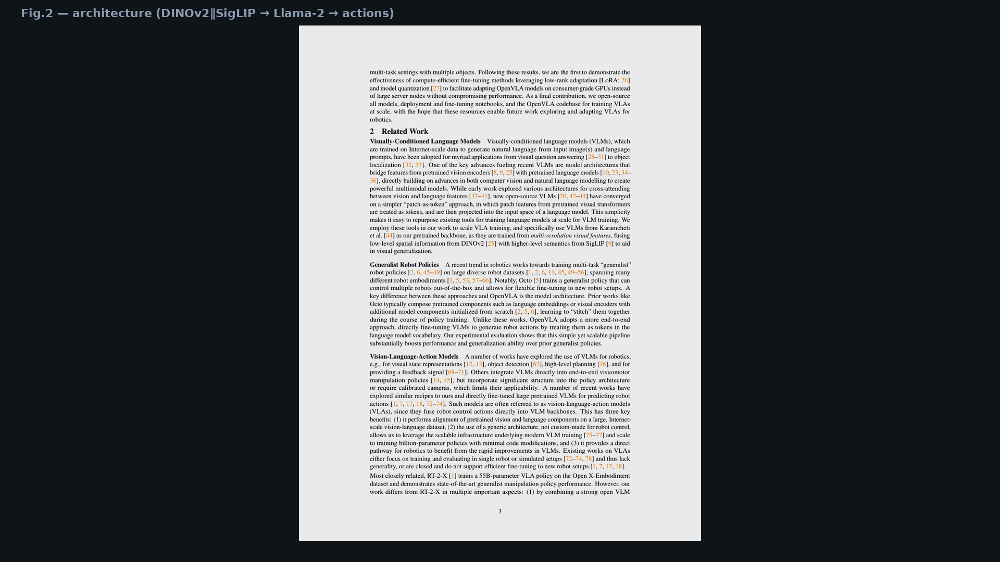 Fig.2 — architecture (DINOv2∥SigLIP → Llama-2 → actions)
multi-task settings with multiple objects. Following these results, we are the first to demonstrate the
effectiveness of compute-efficient fine-tuning methods leveraging low-rank adaptation [LoRA; 26]
and model quantization [27] to facilitate adapting OpenVLA models on consumer-grade GPUs instead
of large server nodes without compromising performance. As a final contribution, we open-source
all models, deployment and fine-tuning notebooks, and the OpenVLA codebase for training VLAs
at scale, with the hope that these resources enable future work exploring and adapting VLAs for
robotics.
2 Related Work
Visually-Conditioned Language Models Visually-conditioned language models (VLMs), which
are trained on Internet-scale data to generate natural language from input image(s) and language
prompts, have been adopted for myriad applications from visual question answering [28–31] to object
localization [32, 33]. One of the key advances fueling recent VLMs are model architectures that
bridge features from pretrained vision encoders [8, 9, 25] with pretrained language models [10, 23, 34–
36], directly building on advances in both computer vision and natural language modelling to create
powerful multimodal models. While early work explored various architectures for cross-attending
between vision and language features [37–41], new open-source VLMs [20, 42–44] have converged
on a simpler “patch-as-token” approach, in which patch features from pretrained visual transformers
are treated as tokens, and are then projected into the input space of a language model. This simplicity
makes it easy to repurpose existing tools for training language models at scale for VLM training. We
employ these tools in our work to scale VLA training, and specifically use VLMs from Karamcheti
et al. [44] as our pretrained backbone, as they are trained from multi-resolution visual features, fusing
low-level spatial information from DINOv2 [25] with higher-level semantics from SigLIP [9] to aid
in visual generalization.
Generalist Robot Policies A recent trend in robotics works towards training multi-task “generalist”
robot policies [2, 6, 45–49] on large diverse robot datasets [1, 2, 6, 11, 45, 49–56], spanning many
different robot embodiments [1, 5, 53, 57–66]. Notably, Octo [5] trains a generalist policy that can
control multiple robots out-of-the-box and allows for flexible fine-tuning to new robot setups. A
key difference between these approaches and OpenVLA is the model architecture. Prior works like
Octo typically compose pretrained components such as language embeddings or visual encoders with
additional model components initialized from scratch [2, 5, 6], learning to “stitch” them together
during the course of policy training. Unlike these works, OpenVLA adopts a more end-to-end
approach, directly fine-tuning VLMs to generate robot actions by treating them as tokens in the
language model vocabulary. Our experimental evaluation shows that this simple yet scalable pipeline
substantially boosts performance and generalization ability over prior generalist policies.
Vision-Language-Action Models A number of works have explored the use of VLMs for robotics,
e.g., for visual state representations [12, 13], object detection [67], high-level planning [16], and for
providing a feedback signal [68–71]. Others integrate VLMs directly into end-to-end visuomotor
manipulation policies [14, 15], but incorporate significant structure into the policy architecture
or require calibrated cameras, which limits their applicability. A number of recent works have
explored similar recipes to ours and directly fine-tuned large pretrained VLMs for predicting robot
actions [1, 7, 17, 18, 72–74]. Such models are often referred to as vision-language-action models
(VLAs), since they fuse robot control actions directly into VLM backbones. This has three key
benefits: (1) it performs alignment of pretrained vision and language components on a large, Internet-
scale vision-language dataset, (2) the use of a generic architecture, not custom-made for robot control,
allows us to leverage the scalable infrastructure underlying modern VLM training [75–77] and scale
to training billion-parameter policies with minimal code modifications, and (3) it provides a direct
pathway for robotics to benefit from the rapid improvements in VLMs. Existing works on VLAs
either focus on training and evaluating in single robot or simulated setups [72–74, 78] and thus lack
generality, or are closed and do not support efficient fine-tuning to new robot setups [1, 7, 17, 18].
Most closely related, RT-2-X [1] trains a 55B-parameter VLA policy on the Open X-Embodiment
dataset and demonstrates state-of-the-art generalist manipulation policy performance. However, our
work differs from RT-2-X in multiple important aspects: (1) by combining a strong open VLM
3